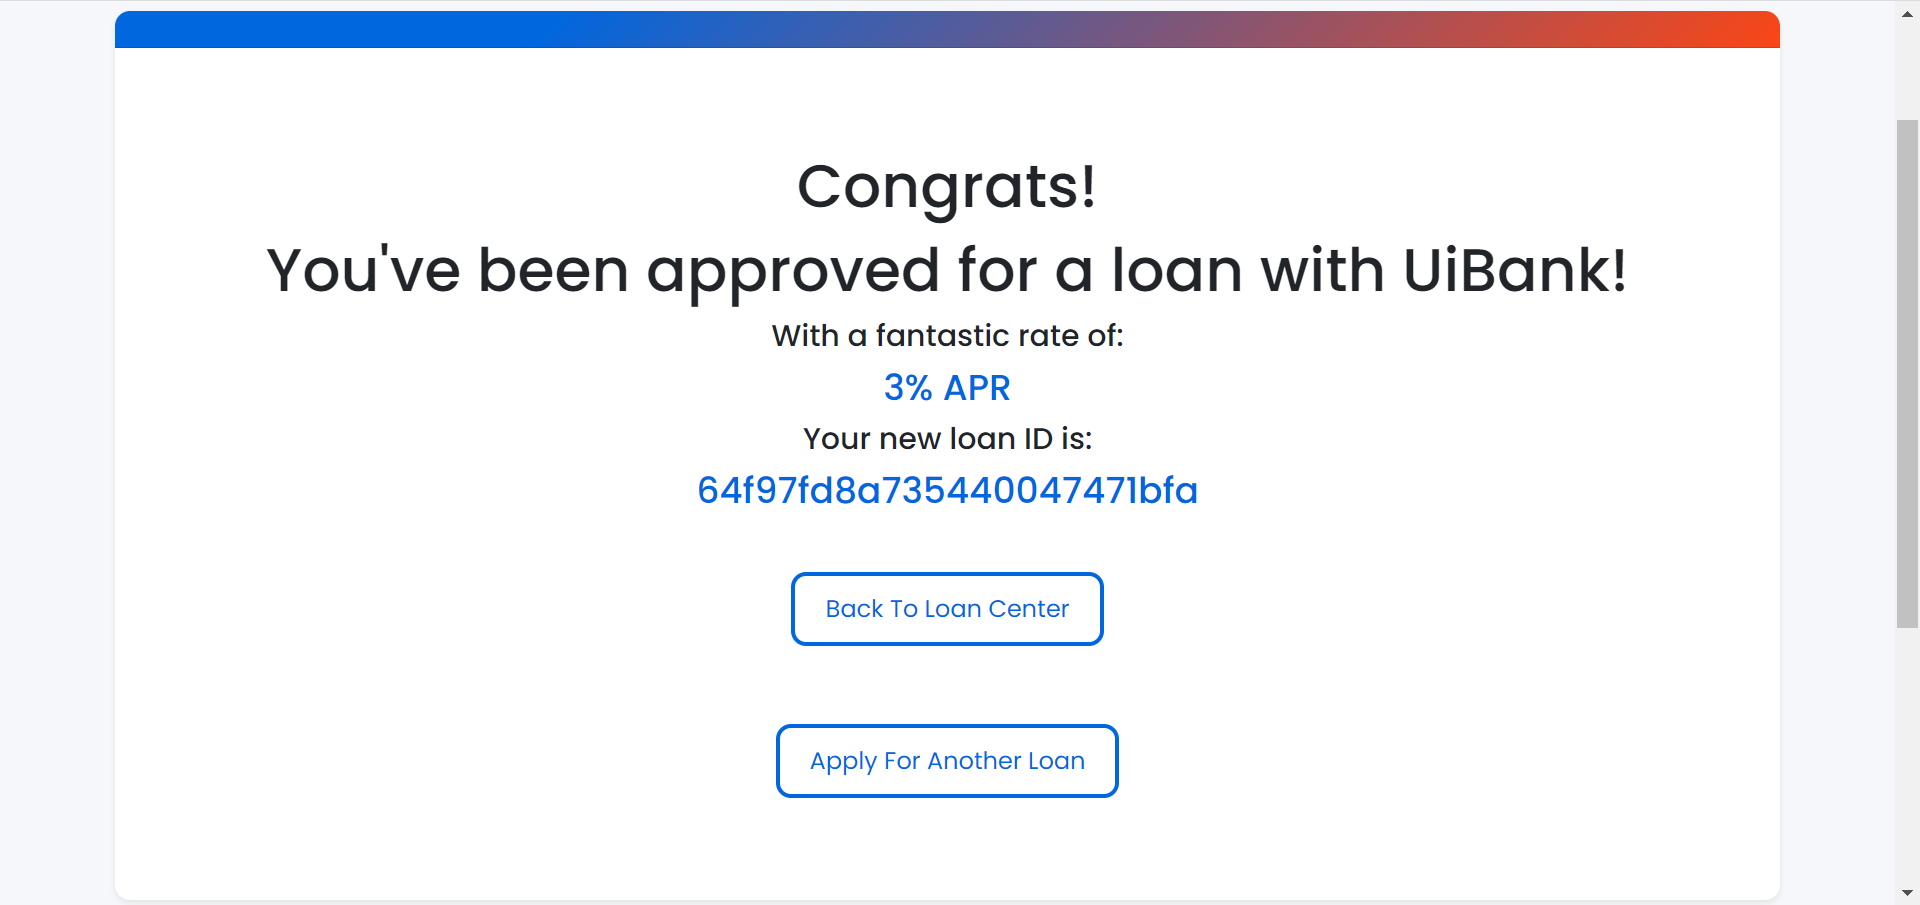 Congrats!
You've been approved for a loan with UiBank!
With a fantastic rate of:
3% APR
Your new loan ID is:
64f97fd8a735440047471bfa
Back To Loan Center
Apply For Another Loan